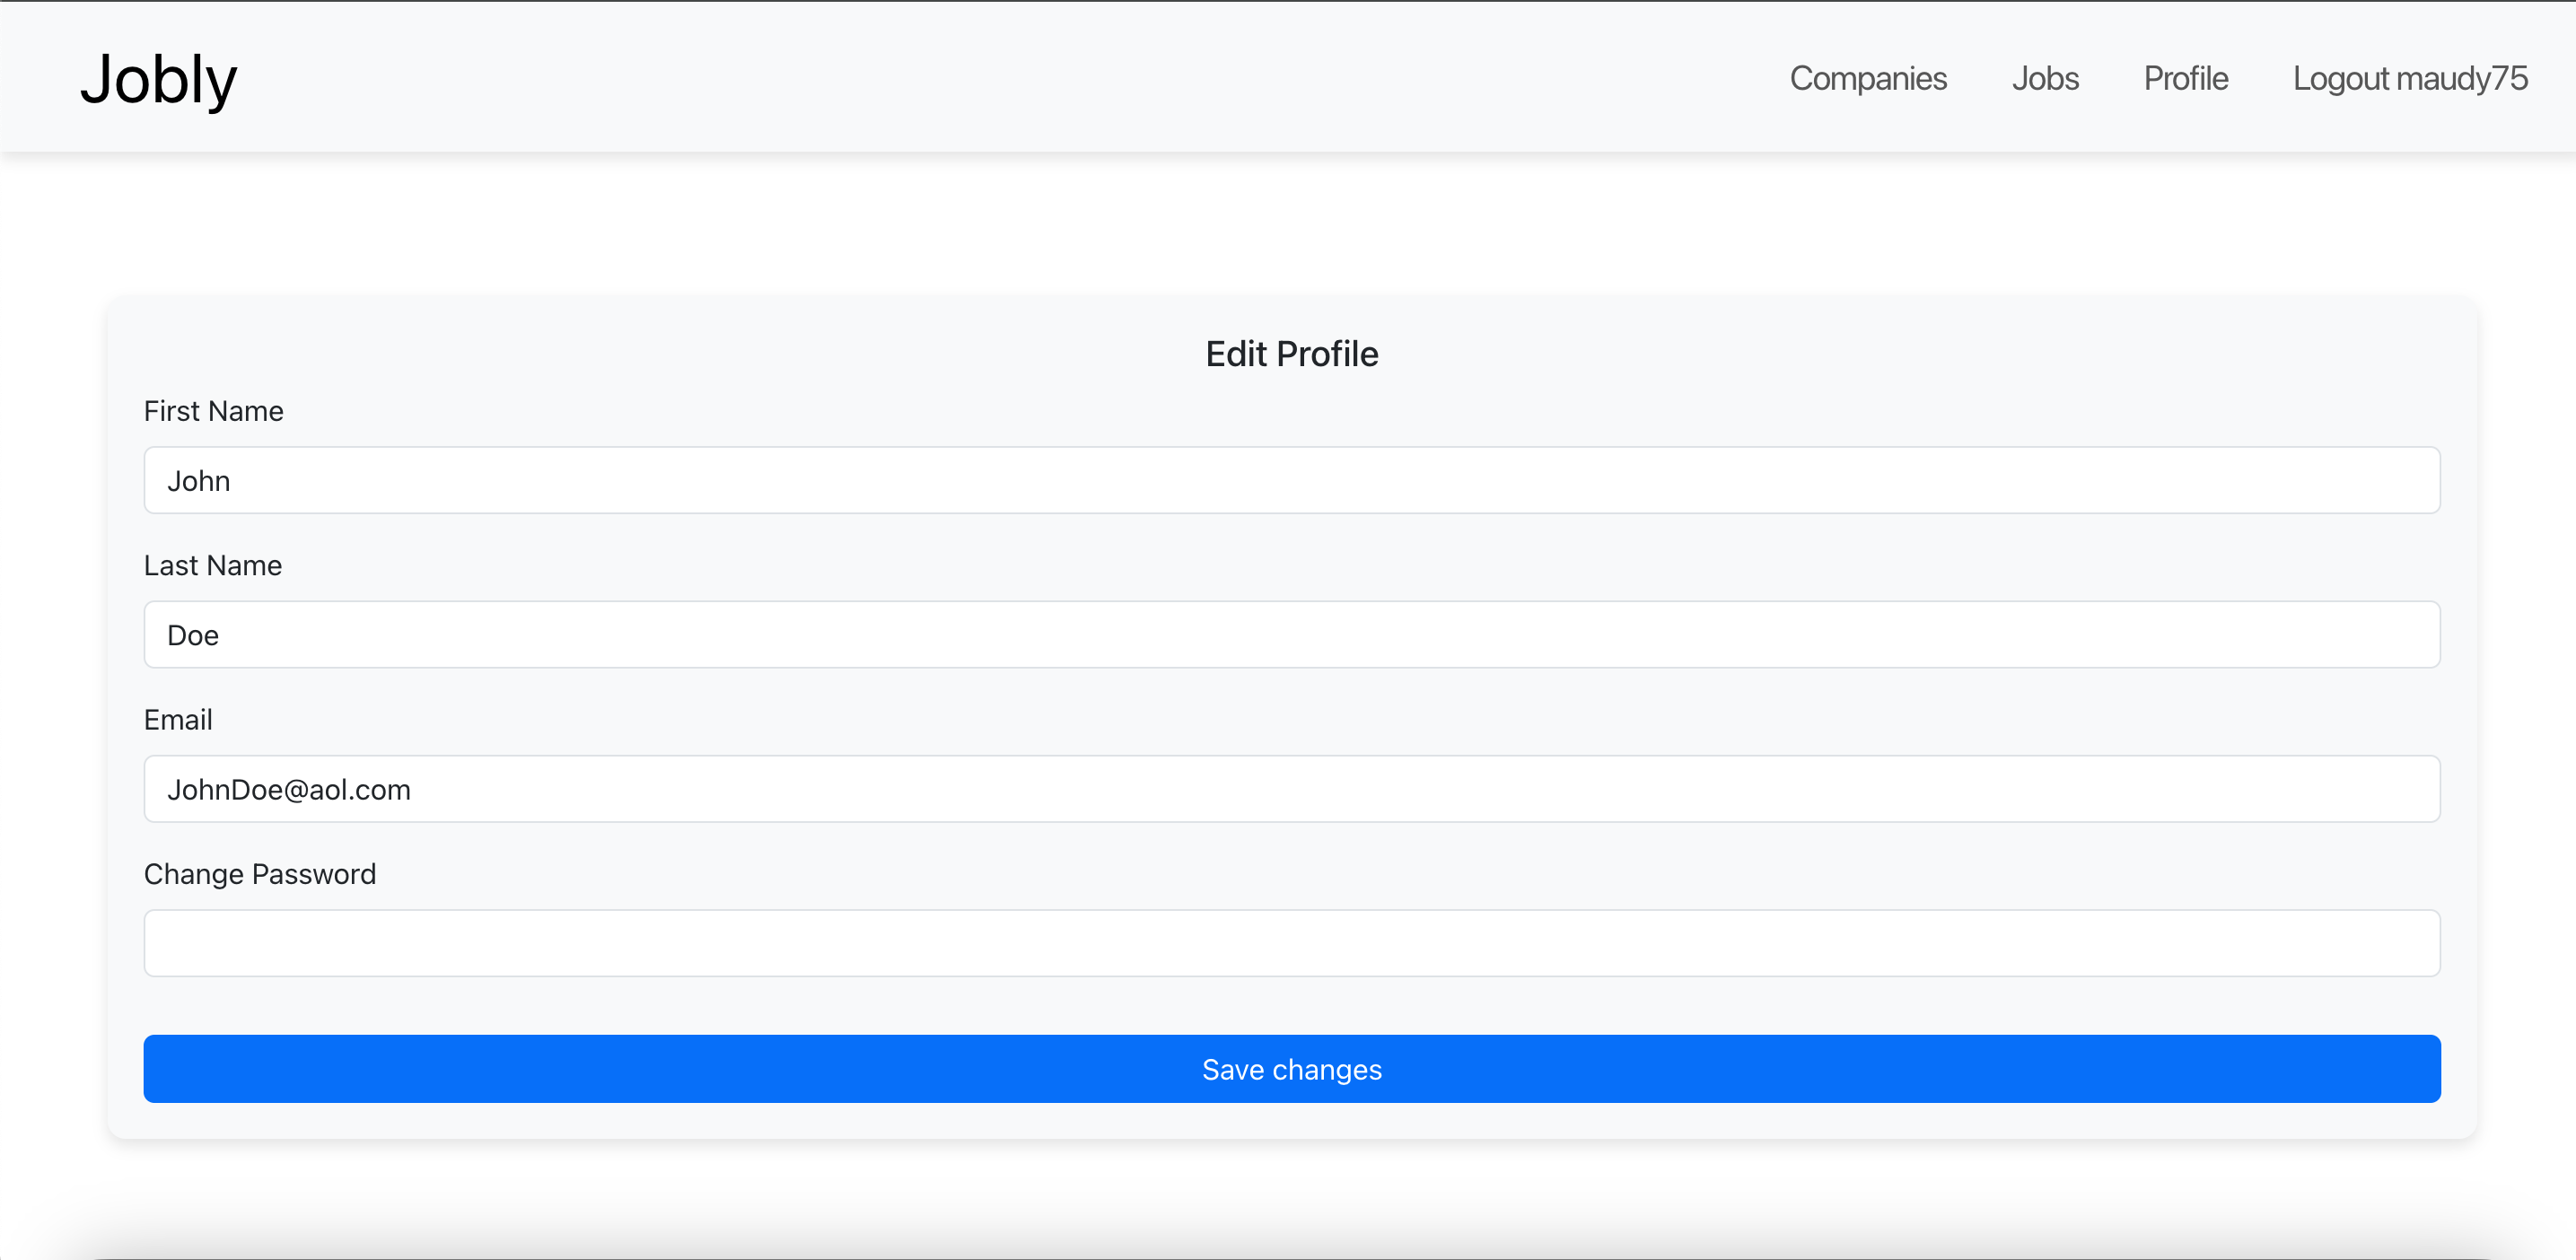 Jobly
Companies Jobs Profile Logout maudy75
Edit Profile
First Name
John
Last Name
Doe
Email
JohnDoe@aol.com
Change Password
Save changes